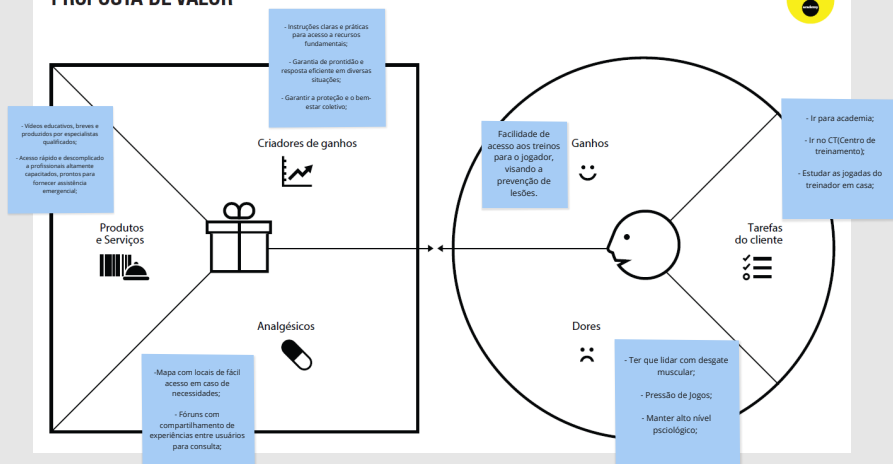 PROPOSTA DE VALOR
academy
- Instruções claras e práticas
para acesso a recursos
fundamentais;
- Garantia de prontidão e
resposta eficiente em diversas
situações;
- Garantir a proteção e o bem-
estar coletivo;
- Vídeos educativos, breves e
produzidos por especialistas
qualificados;
- Acesso rápido e descomplicado
a profissionais altamente
capacitados, prontos para
fornecer assistência
emergencial;
Criadores de ganhos
Produtos
e Serviços
Analgésicos
-Mapa com locais de fácil
acesso em caso de
necessidades;
- Fóruns com
compartilhamento de
experiências entre usuários
para consulta;
Facilidade de
acesso aos treinos
para o jogador,
visando a
prevenção de
lesões.
Ganhos
- Ir para academia;
- Ir no CT(Centro de
treinamento);
- Estudar as jogadas do
treinador em casa;
Tarefas
do cliente
Dores
- Ter que lidar com desgate
muscular;
- Pressão de Jogos;
- Manter alto nível
psciológico;